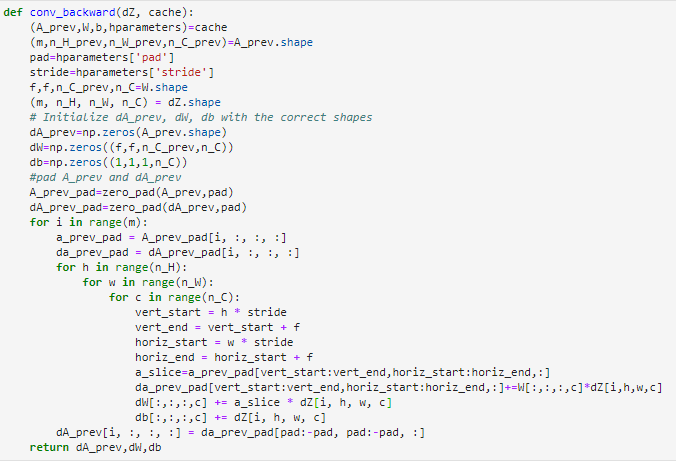 def conv_backward(dZ, cache):
    (A_prev,W,b,hparameters)=cache
    (m,n_H_prev,n_W_prev,n_C_prev)=A_prev.shape
    pad=hparameters['pad']
    stride=hparameters['stride']
    f,f,n_C_prev,n_C=W.shape
    (m, n_H, n_W, n_C) = dZ.shape
    # Initialize dA_prev, dW, db with the correct shapes
    dA_prev=np.zeros(A_prev.shape)
    dW=np.zeros((f,f,n_C_prev,n_C))
    db=np.zeros((1,1,1,n_C))
    #pad A_prev and dA_prev
    A_prev_pad=zero_pad(A_prev,pad)
    dA_prev_pad=zero_pad(dA_prev,pad)
    for i in range(m):
        a_prev_pad = A_prev_pad[i, :, :, :]
        da_prev_pad = dA_prev_pad[i, :, :, :]
        for h in range(n_H):
            for w in range(n_W):
                for c in range(n_C):
                    vert_start = h * stride
                    vert_end = vert_start + f
                    horiz_start = w * stride
                    horiz_end = horiz_start + f
                    a_slice=a_prev_pad[vert_start:vert_end,horiz_start:horiz_end,:]
                    da_prev_pad[vert_start:vert_end,horiz_start:horiz_end,:]+=W[:,:,:,c]*dZ[i,h,w,c]
                    dW[:,:,:,c] += a_slice * dZ[i, h, w, c]
                    db[:,:,:,c] += dZ[i, h, w, c]
        dA_prev[i, :, :, :] = da_prev_pad[pad:-pad, pad:-pad, :]
    return dA_prev,dW,db